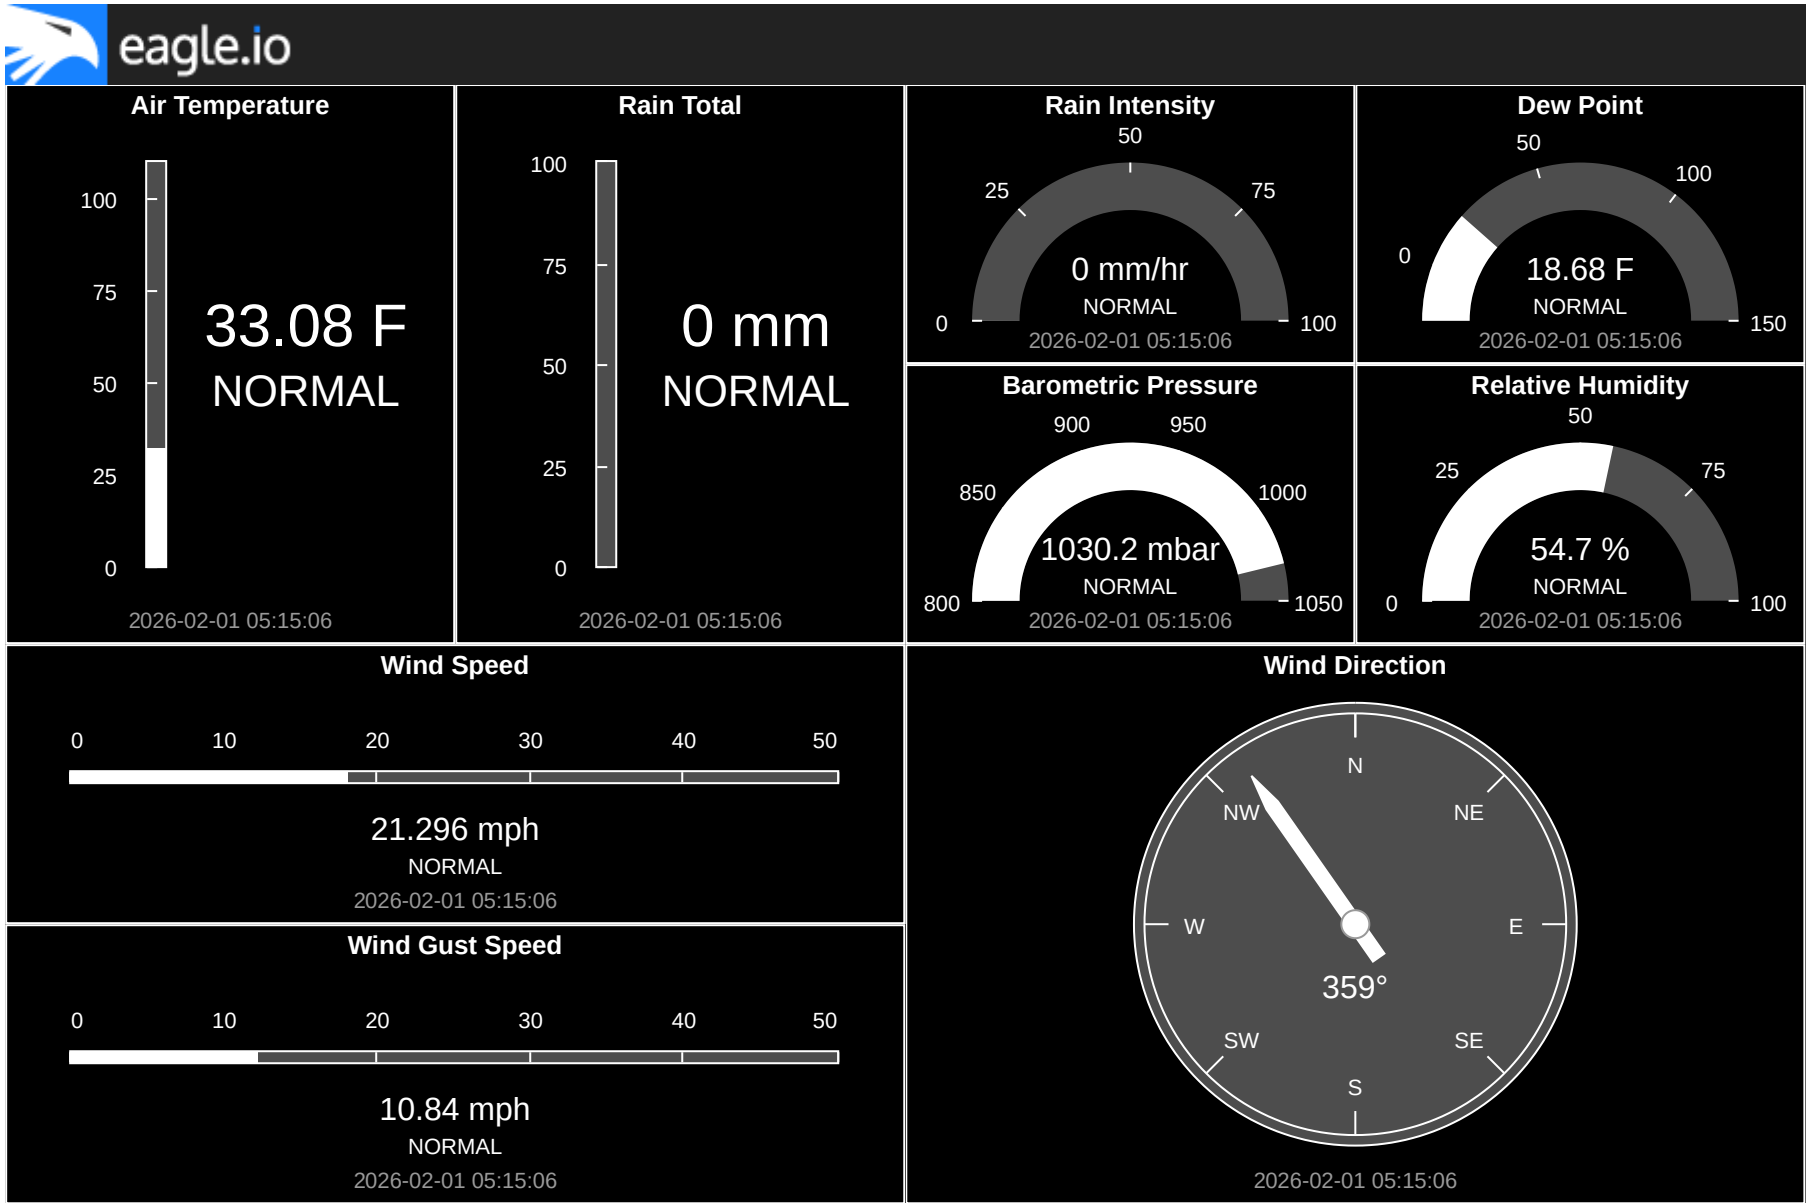 eagle.io
Air Temperature
100
75
50
25
0
33.08 F
NORMAL
2026-02-01 05:15:06
Rain Total
100
75
50
25
0
0 mm
NORMAL
2026-02-01 05:15:06
Rain Intensity
0
25
50
75
100
0 mm/hr
NORMAL
2026-02-01 05:15:06
Dew Point
0
50
100
150
18.68 F
NORMAL
2026-02-01 05:15:06
Barometric Pressure
800
850
900
950
1000
1050
1030.2 mbar
NORMAL
2026-02-01 05:15:06
Relative Humidity
0
25
50
75
100
54.7 %
NORMAL
2026-02-01 05:15:06
Wind Speed
0 10 20 30 40 50
21.296 mph
NORMAL
2026-02-01 05:15:06
Wind Gust Speed
0 10 20 30 40 50
10.84 mph
NORMAL
2026-02-01 05:15:06
Wind Direction
N
NW NE
W E
359°
SW SE
S
2026-02-01 05:15:06